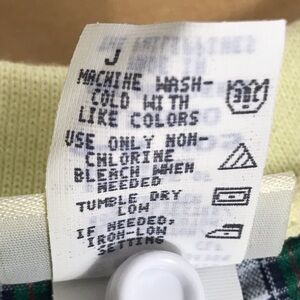 J
MACHINE WASH-
COLD WITH
LIKE COLORS
USE ONLY NON-
CHLORINE
BLEACH WHEN
NEEDED
TUMBLE DRY
LOW
IF NEEDED,
IRON-LOW
SETTING